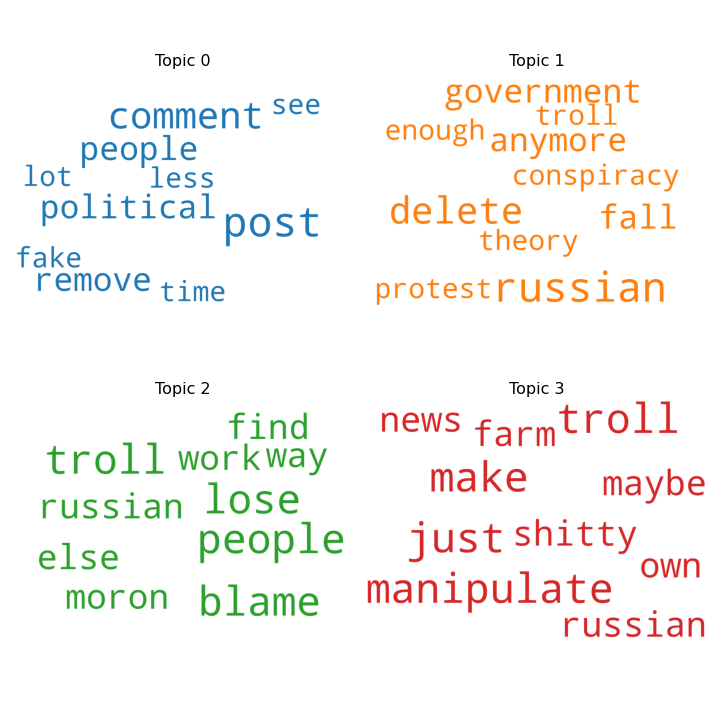 Topic 0
see
comment
people
lot
less
political
post
fake
remove
time
Topic 1
government
troll
enough
anymore
conspiracy
delete
fall
theory
protest
russian
Topic 2
find
troll
work
way
russian
lose
people
else
moron
blame
Topic 3
news
farm
troll
make
maybe
just
shitty
own
manipulate
russian